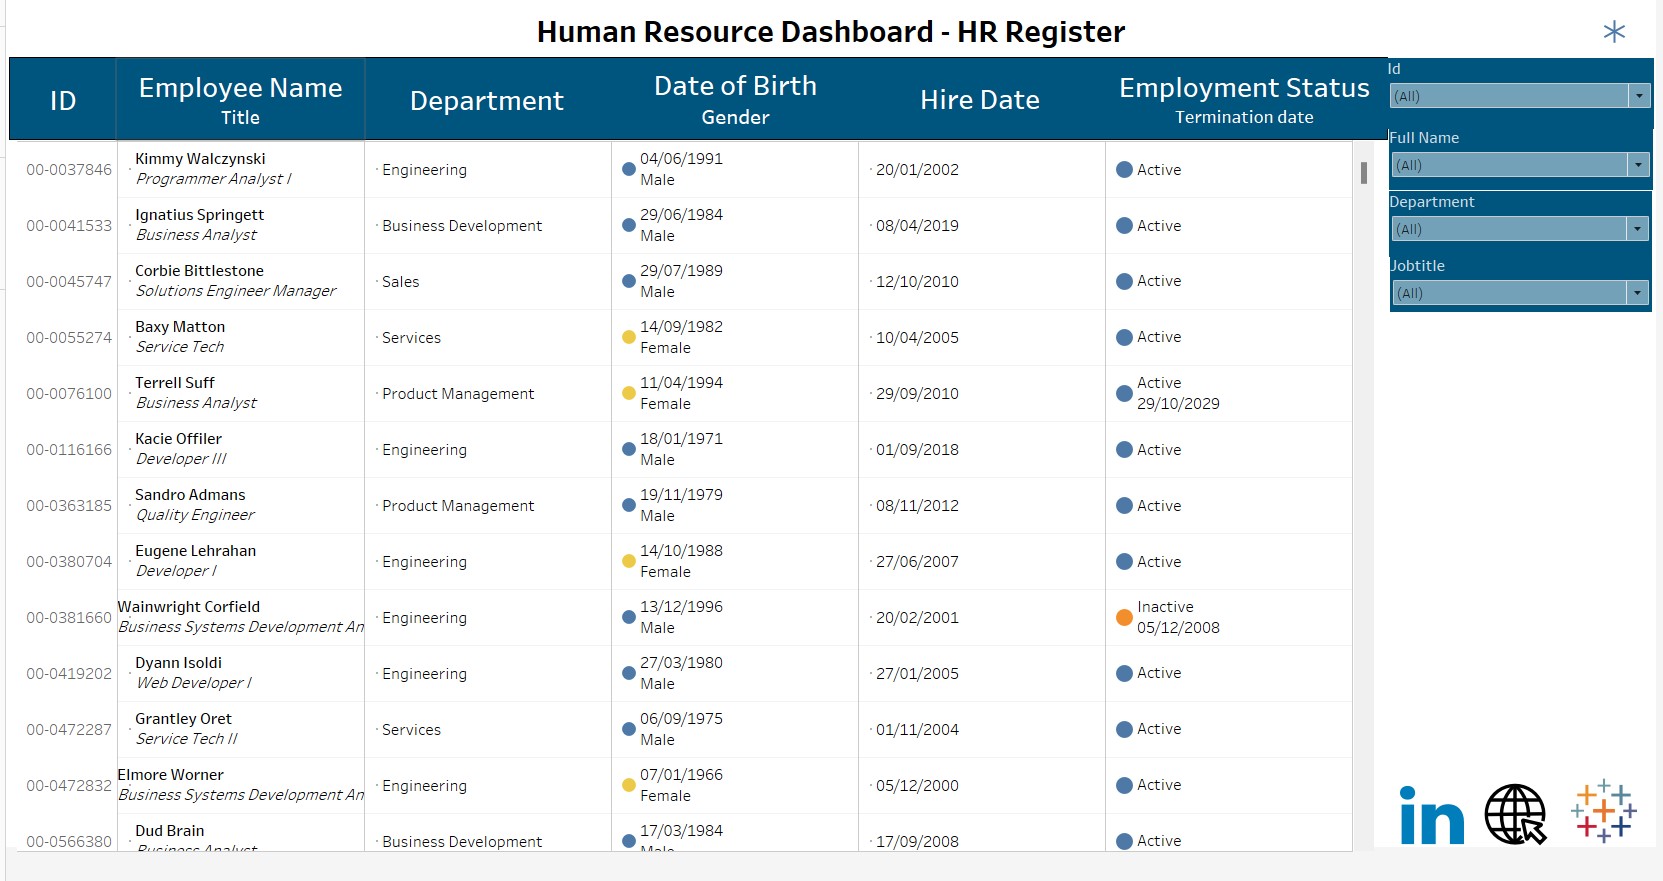 Human Resource Dashboard - HR Register
ID
Employee Name
Title
Department
Date of Birth
Gender
Hire Date
Employment Status
Termination date
00-0037846
Kimmy Walczynski
Programmer Analyst I
Engineering
04/06/1991
Male
20/01/2002
Active
00-0041533
Ignatius Springett
Business Analyst
Business Development
29/06/1984
Male
08/04/2019
Active
00-0045747
Corbie Bittlestone
Solutions Engineer Manager
Sales
29/07/1989
Male
12/10/2010
Active
00-0055274
Baxy Matton
Service Tech
Services
14/09/1982
Female
10/04/2005
Active
00-0076100
Terrell Suff
Business Analyst
Product Management
11/04/1994
Female
29/09/2010
Active
29/10/2029
00-0116166
Kacie Offiler
Developer III
Engineering
18/01/1971
Male
01/09/2018
Active
00-0363185
Sandro Admans
Quality Engineer
Product Management
19/11/1979
Male
08/11/2012
Active
00-0380704
Eugene Lehrahan
Developer I
Engineering
14/10/1988
Female
27/06/2007
Active
00-0381660
Wainwright Corfield
Business Systems Development An
Engineering
13/12/1996
Male
20/02/2001
Inactive
05/12/2008
00-0419202
Dyann Isoldi
Web Developer I
Engineering
27/03/1980
Male
27/01/2005
Active
00-0472287
Grantley Oret
Service Tech II
Services
06/09/1975
Male
01/11/2004
Active
00-0472832
Elmore Worner
Business Systems Development An
Engineering
07/01/1966
Female
05/12/2000
Active
00-0566380
Dud Brain
Business Analyst
Business Development
17/03/1984
Male
17/09/2008
Active
Id
(All)
Full Name
(All)
Department
(All)
Jobtitle
(All)
in